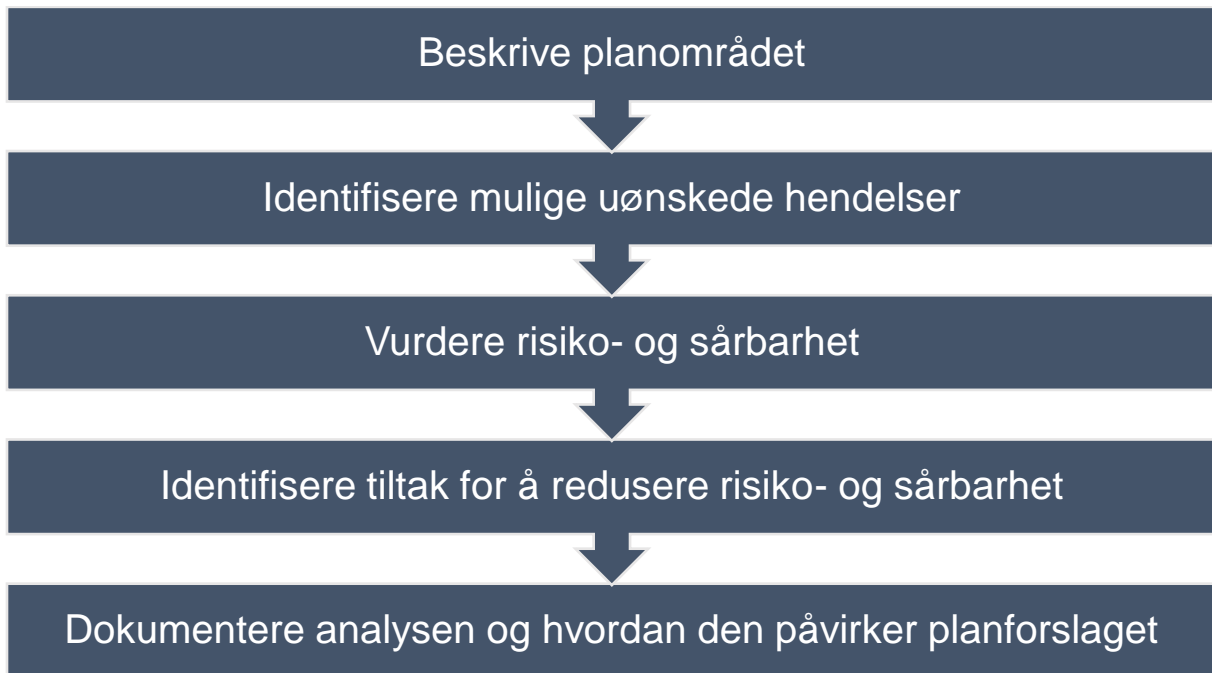 Beskrive planområdet
Identifisere mulige uønskede hendelser
Vurdere risiko- og sårbarhet
Identifisere tiltak for å redusere risiko- og sårbarhet
Dokumentere analysen og hvordan den påvirker planforslaget